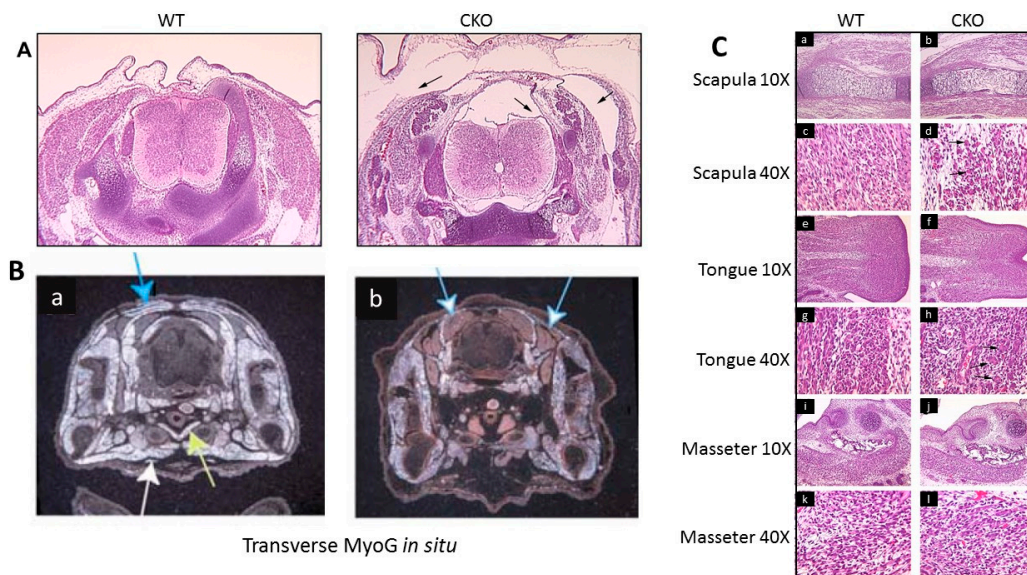 WT
CKO
A
B
a
b
Transverse MyoG in situ
C
WT
CKO
Scapula 10X
a
b
Scapula 40X
c
d
Tongue 10X
e
f
Tongue 40X
g
h
Masseter 10X
i
j
Masseter 40X
k
l